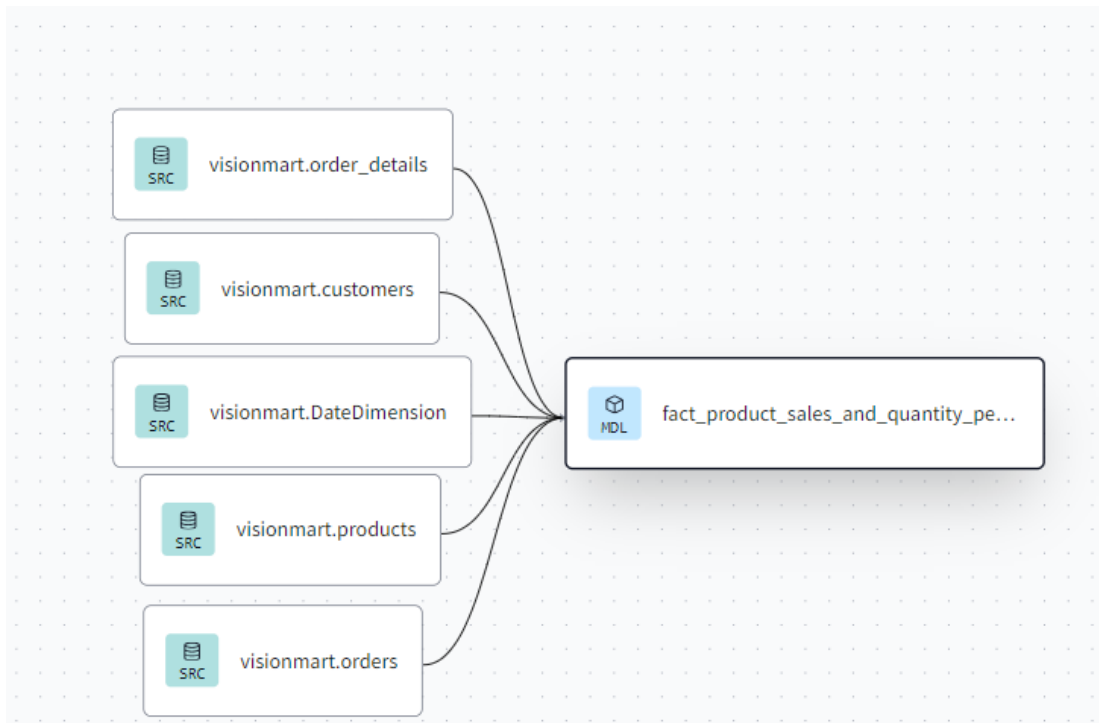 visionmart.order_details
SRC
visionmart.customers
SRC
visionmart.DateDimension
SRC
fact_product_sales_and_quantity_pe...
MDL
visionmart.products
SRC
visionmart.orders
SRC